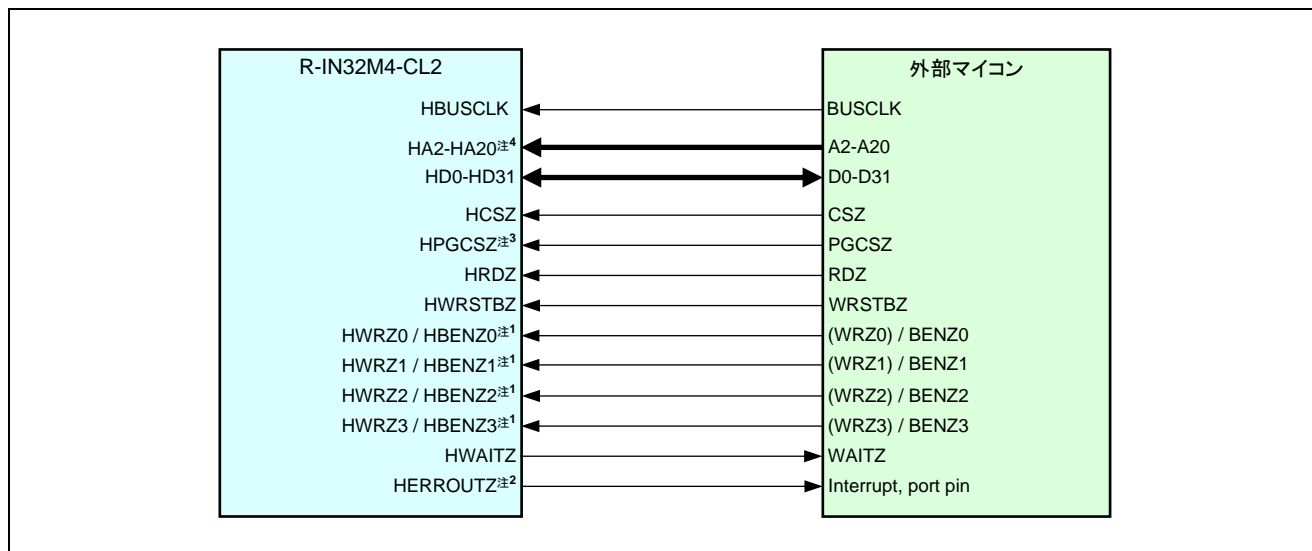 R-IN32M4-CL2 外部マイコン
HBUSCLK BUSCLK
HA2-HA20注4 A2-A20
HD0-HD31 D0-D31
HCSZ CSZ
HPGCSZ注3 PGCSZ
HRDZ RDZ
HWRSTBZ WRSTBZ
HWRZ0 / HBENZ0注1 (WRZ0) / BENZ0
HWRZ1 / HBENZ1注1 (WRZ1) / BENZ1
HWRZ2 / HBENZ2注1 (WRZ2) / BENZ2
HWRZ3 / HBENZ3注1 (WRZ3) / BENZ3
HWAITZ WAITZ
HERROUTZ注2 Interrupt, port pin